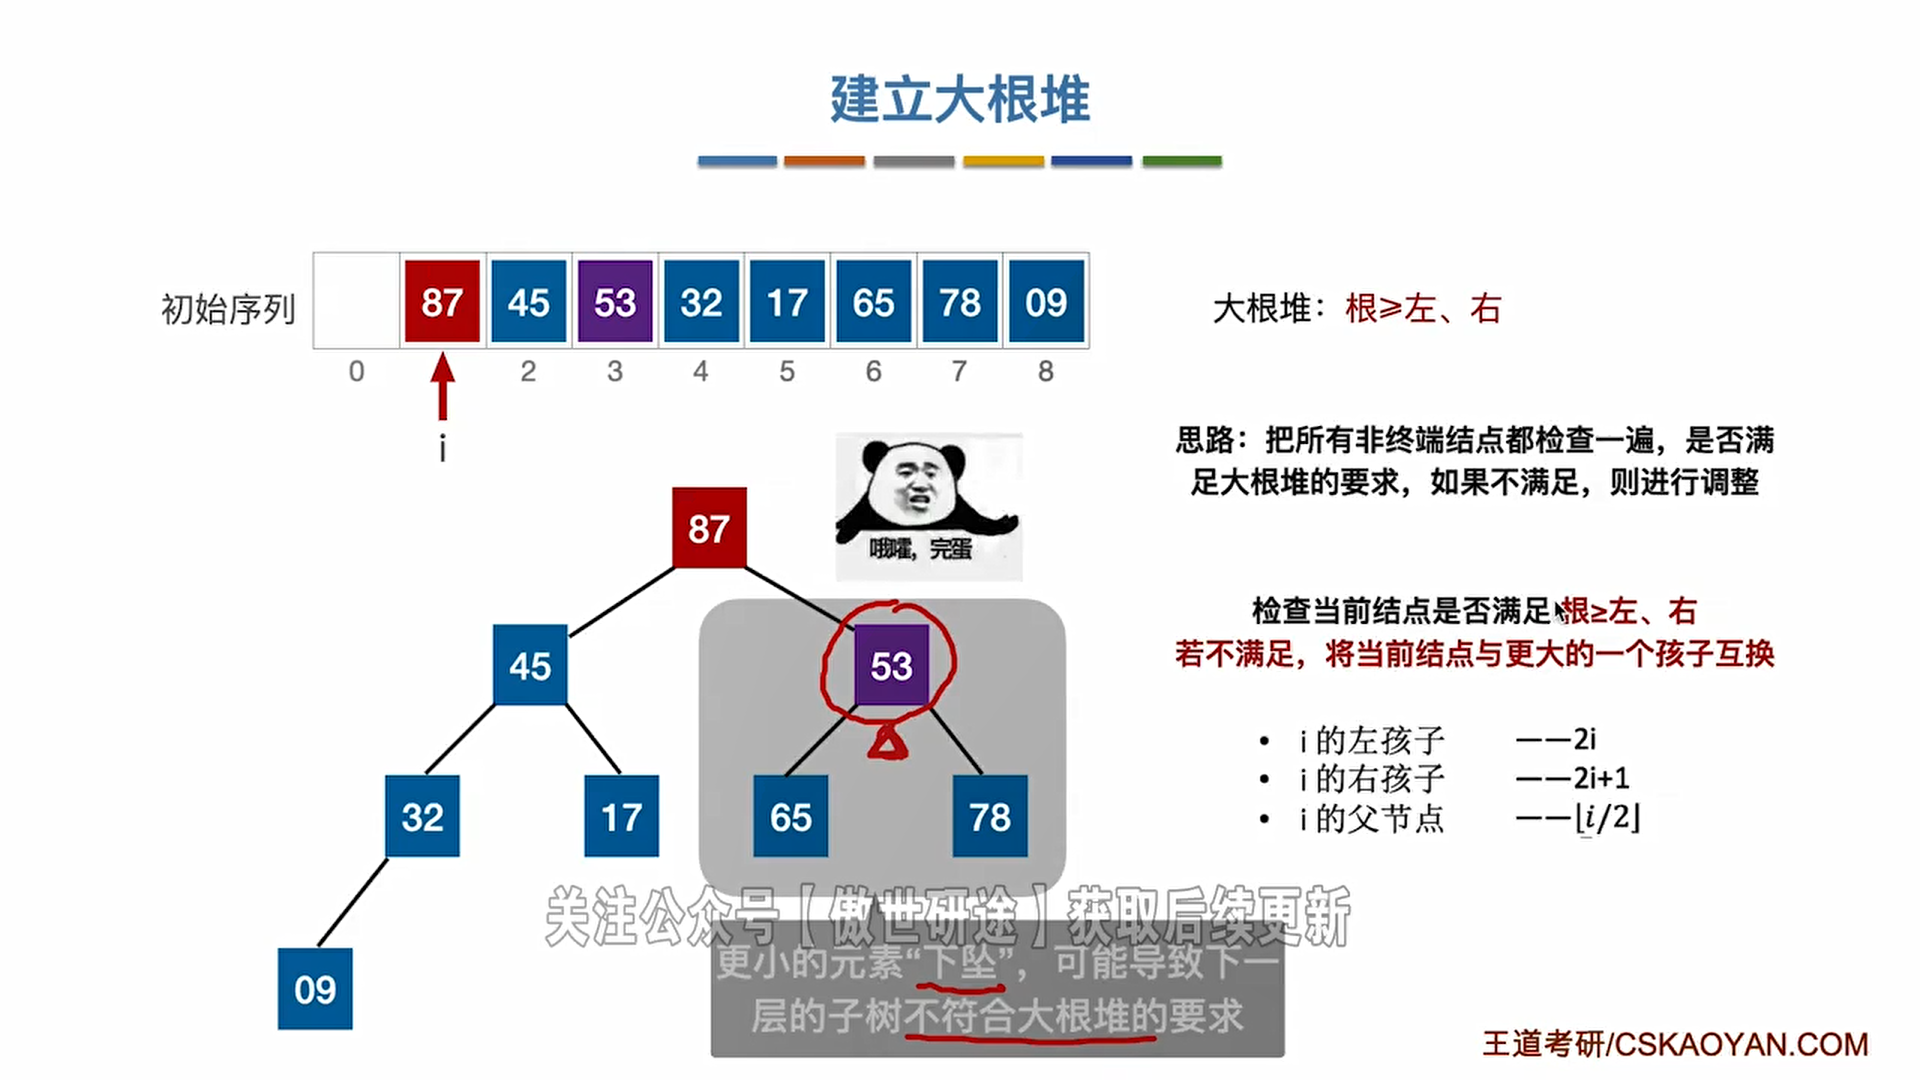 建立大根堆
初始序列
87 45 53 32 17 65 78 09
0 2 3 4 5 6 7 8
i
大根堆：根≥左、右
思路：把所有非终端结点都检查一遍，是否满
足大根堆的要求，如果不满足，则进行调整
哦嚯，完蛋
87
45 53
检查当前结点是否满足 根≥左、右
若不满足，将当前结点与更大的一个孩子互换
• i 的左孩子 ——2i
• i 的右孩子 ——2i+1
• i 的父节点 ——⌊i/2⌋
32 17 65 78
09
关注公众号【傲世研途】获取后续更新
更小的元素“下坠”，可能导致下一
层的子树不符合大根堆的要求
王道考研/CSKAOYAN.COM